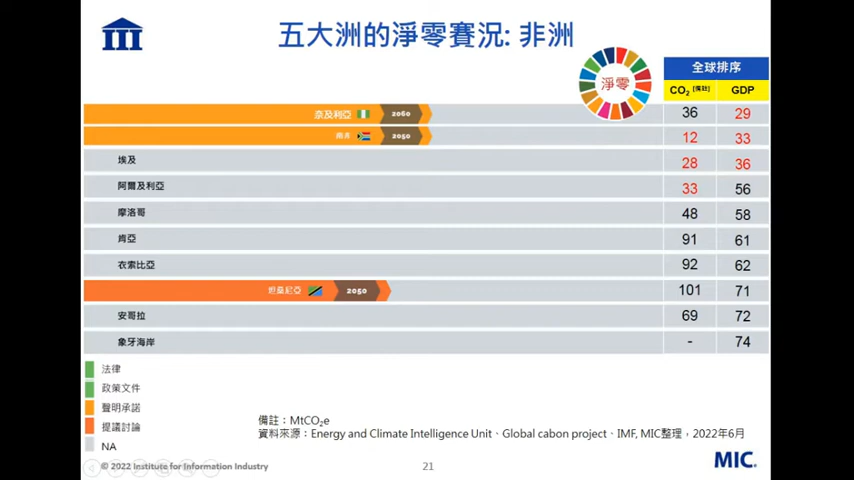 五大洲的淨零賽況: 非洲
淨零
全球排序
CO2 [備註] GDP
奈及利亞 2060 36 29
南非 2050 12 33
埃及 28 36
阿爾及利亞 33 56
摩洛哥 48 58
肯亞 91 61
衣索比亞 92 62
坦桑尼亞 2050 101 71
安哥拉 69 72
象牙海岸 - 74
法律
政策文件
聲明承諾
提議討論
NA
備註：MtCO2e
資料來源：Energy and Climate Intelligence Unit、Global cabon project、IMF, MIC整理，2022年6月
© 2022 Institute for Information Industry
21
MIC.